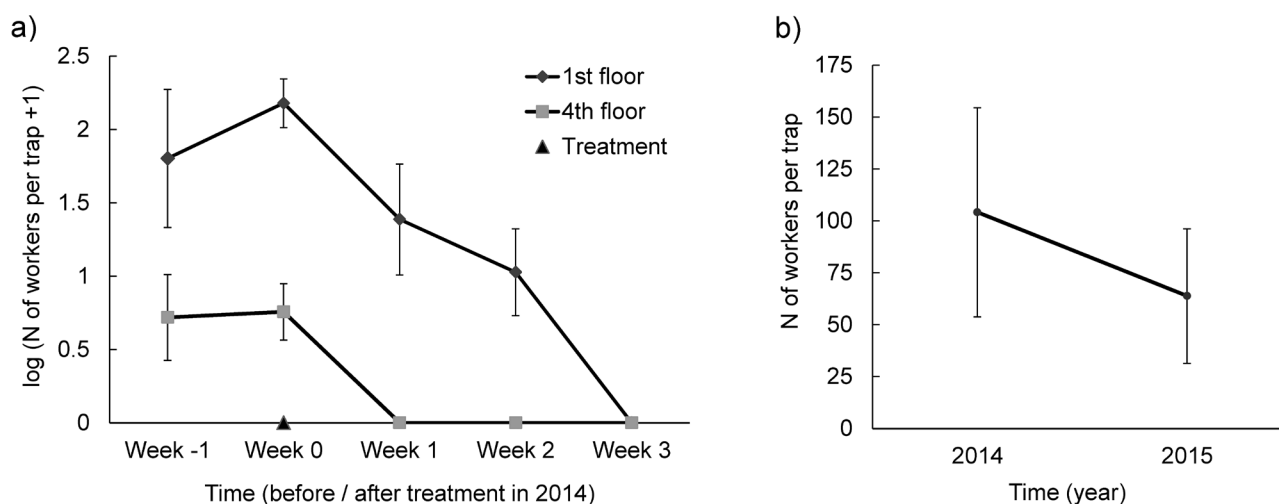 a)
log (N of workers per trap +1)
2.5
2
1.5
1
0.5
0
1st floor
4th floor
Treatment
Week -1 Week 0 Week 1 Week 2 Week 3
Time (before / after treatment in 2014)
b)
N of workers per trap
175
150
125
100
75
50
25
0
2014 2015
Time (year)